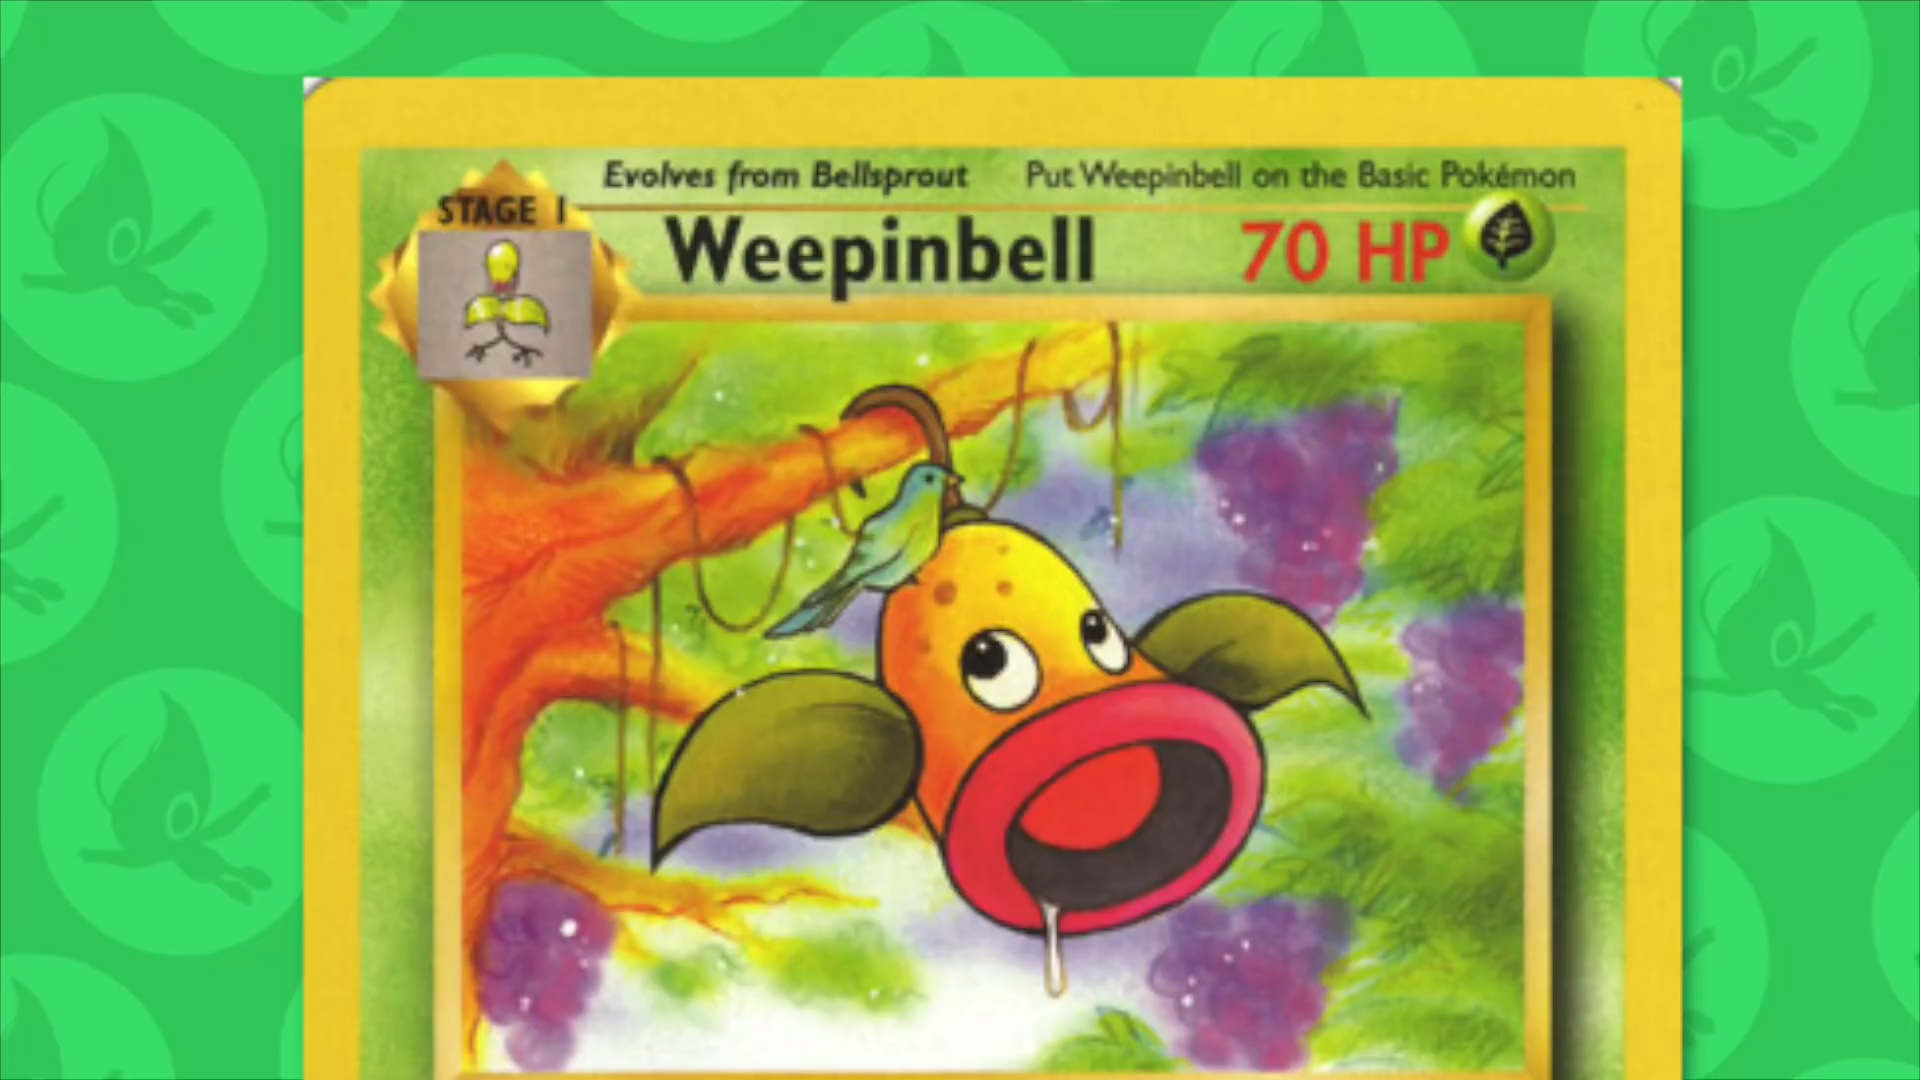 Evolves from Bellsprout Put Weepinbell on the Basic Pokémon
STAGE 1
Weepinbell 70 HP